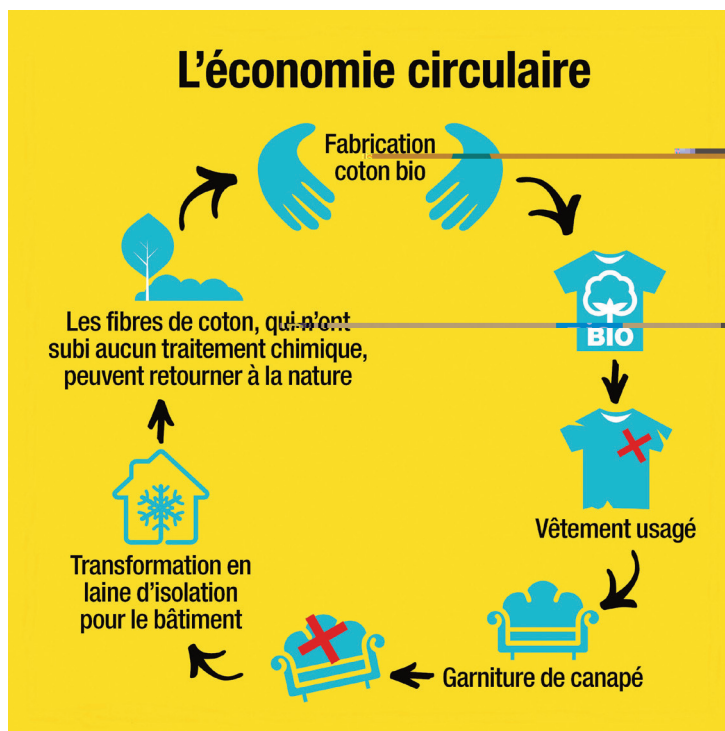 L’économie circulaire
Fabrication
coton bio
BIO
Les fibres de coton, qui n’ont
subi aucun traitement chimique,
peuvent retourner à la nature
Vêtement usagé
Transformation en
laine d’isolation
pour le bâtiment
Garniture de canapé